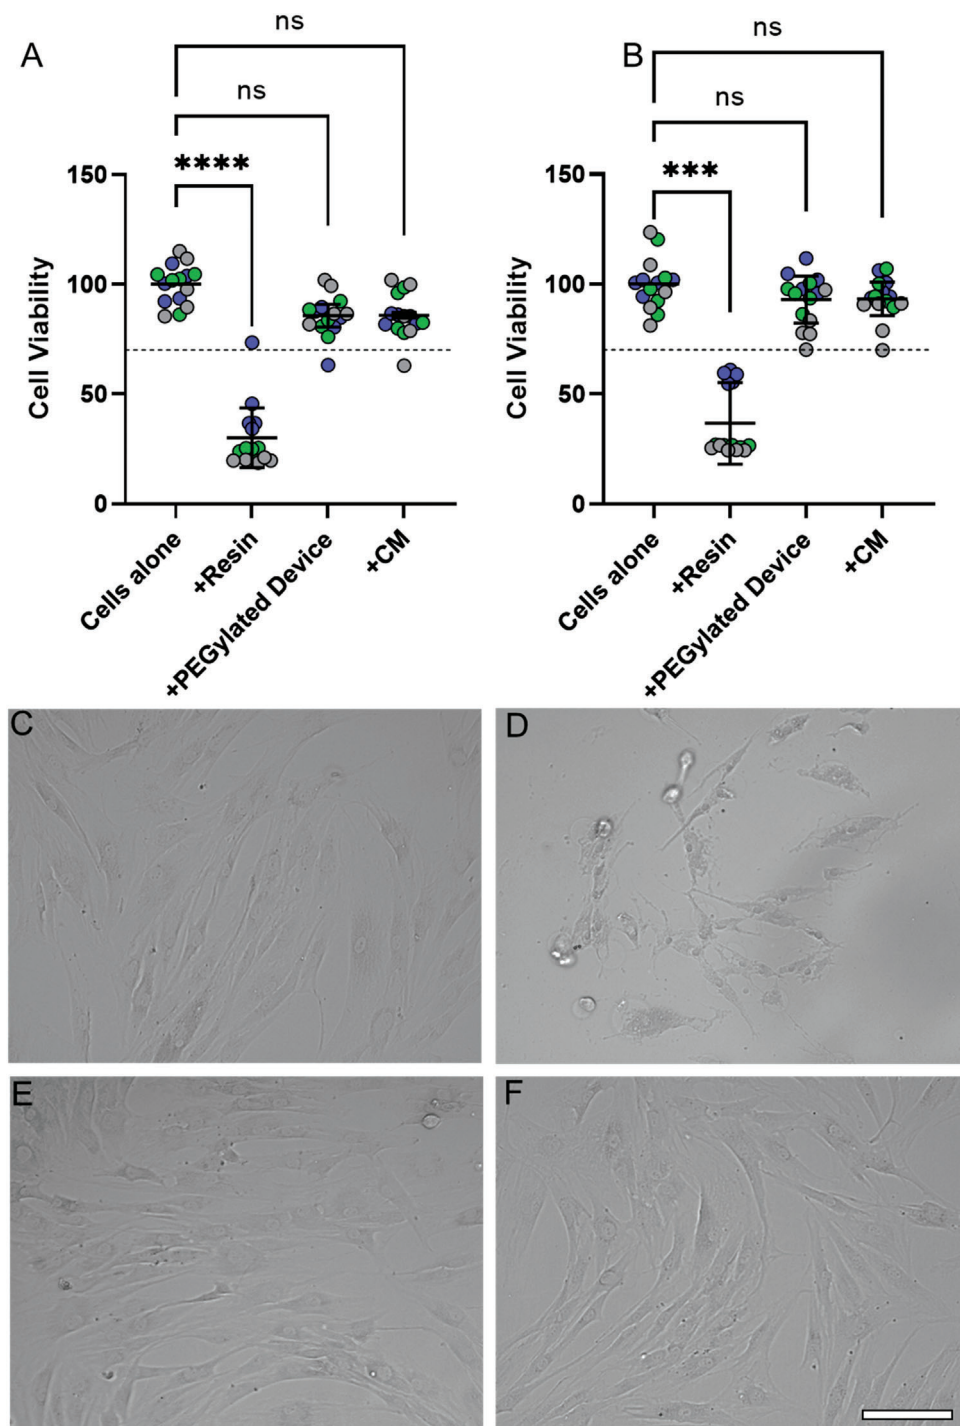 A
ns
ns
****
150
100
50
0
Cell Viability
Cells alone
+Resin
+PEGylated Device
+CM
B
ns
ns
***
150
100
50
0
Cell Viability
Cells alone
+Resin
+PEGylated Device
+CM
C
D
E
F